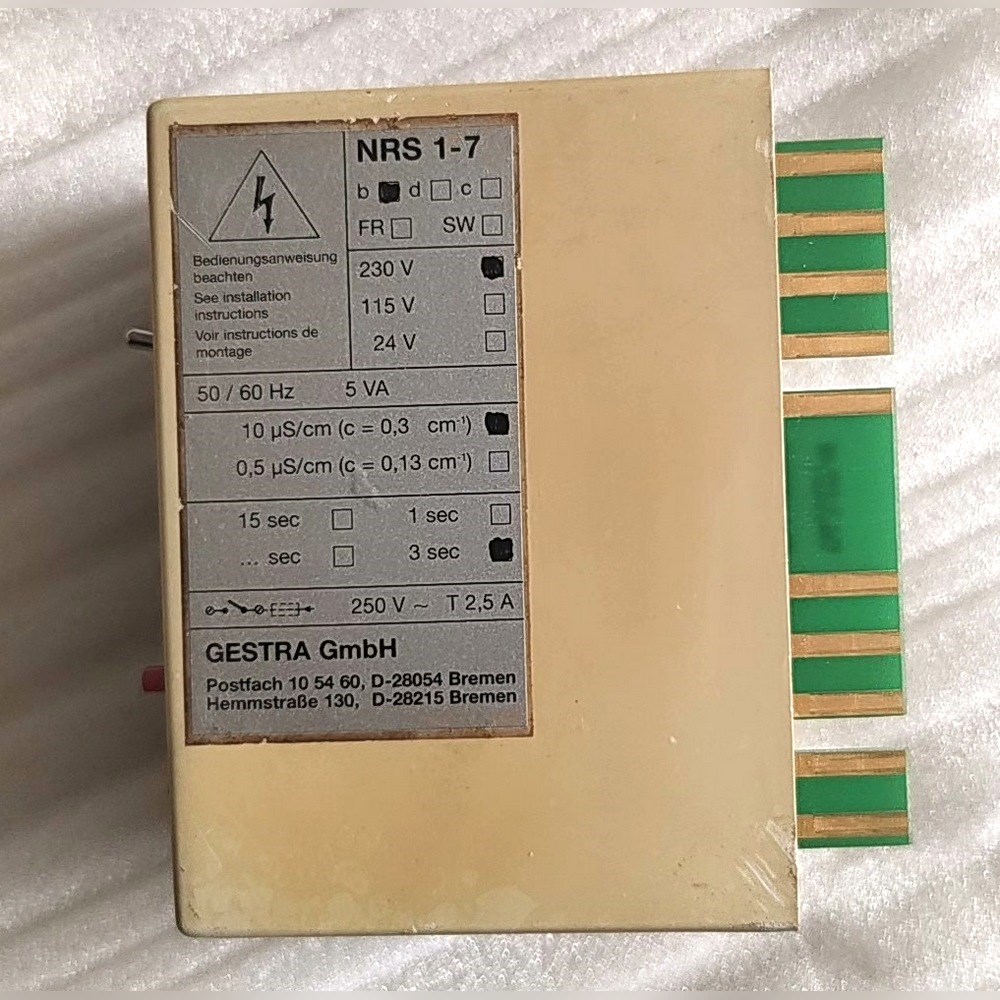 NRS 1-7
b ■ d □ c □
FR □ SW □
Bedienungsanweisung
beachten
See installation
instructions
Voir instructions de
montage
230 V ■
115 V □
24 V □
50 / 60 Hz 5 VA
10 µS/cm (c = 0,3 cm⁻¹) ■
0,5 µS/cm (c = 0,13 cm⁻¹) □
15 sec □ 1 sec □
... sec □ 3 sec ■
250 V ~ T 2,5 A
GESTRA GmbH
Postfach 10 54 60, D-28054 Bremen
Hemmstraße 130, D-28215 Bremen